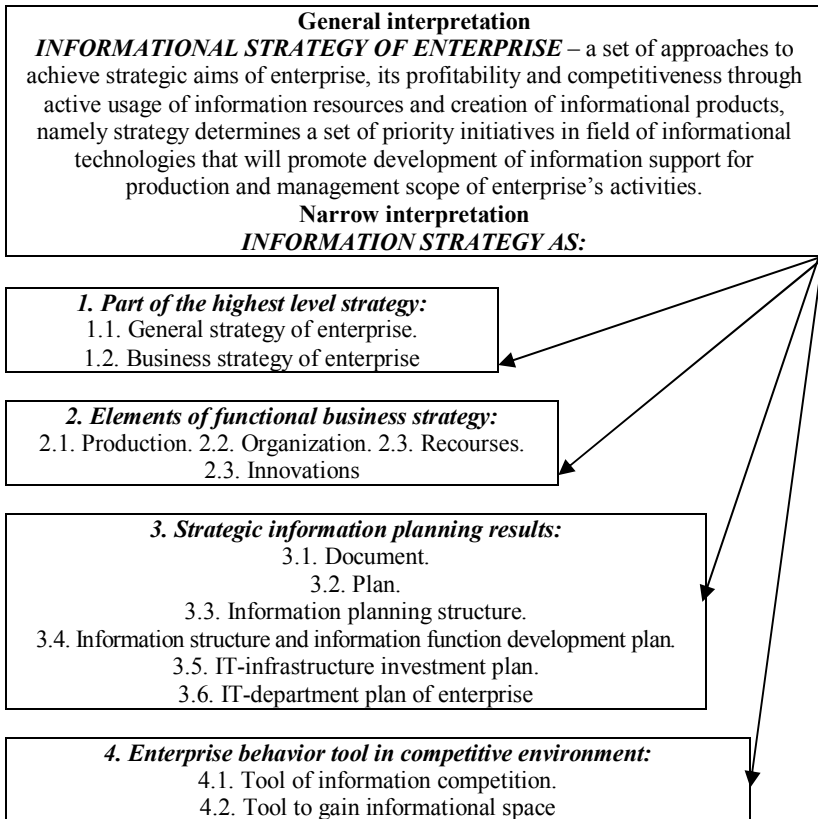 General interpretation
INFORMATIONAL STRATEGY OF ENTERPRISE – a set of approaches to
achieve strategic aims of enterprise, its profitability and competitiveness through
active usage of information resources and creation of informational products,
namely strategy determines a set of priority initiatives in field of informational
technologies that will promote development of information support for
production and management scope of enterprise’s activities.
Narrow interpretation
INFORMATION STRATEGY AS:
1. Part of the highest level strategy:
1.1. General strategy of enterprise.
1.2. Business strategy of enterprise
2. Elements of functional business strategy:
2.1. Production. 2.2. Organization. 2.3. Recourses.
2.3. Innovations
3. Strategic information planning results:
3.1. Document.
3.2. Plan.
3.3. Information planning structure.
3.4. Information structure and information function development plan.
3.5. IT-infrastructure investment plan.
3.6. IT-department plan of enterprise
4. Enterprise behavior tool in competitive environment:
4.1. Tool of information competition.
4.2. Tool to gain informational space